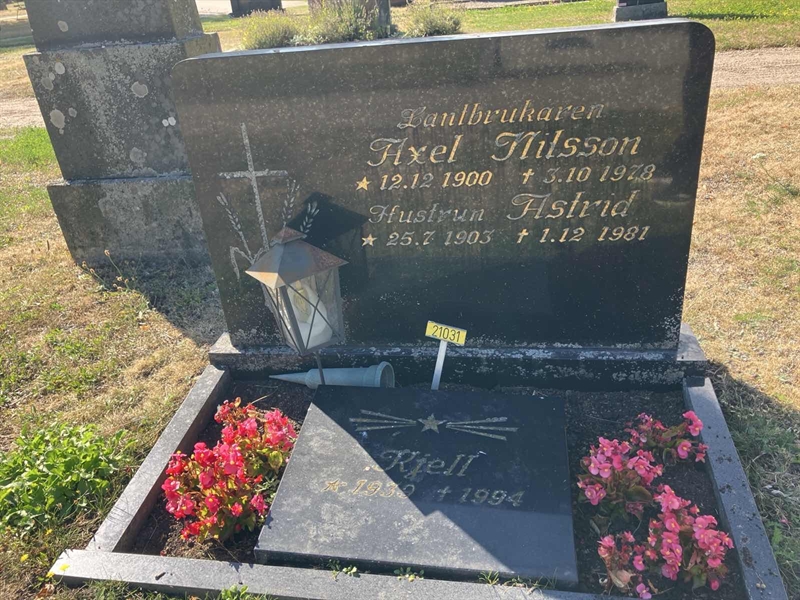 Lantbrukaren
Axel Nilsson
★ 12.12 1900 † 3.10 1978
Hustrun Astrid
★ 25.7 1903 † 1.12 1981
21031
Kjell
★ 1939 † 1994